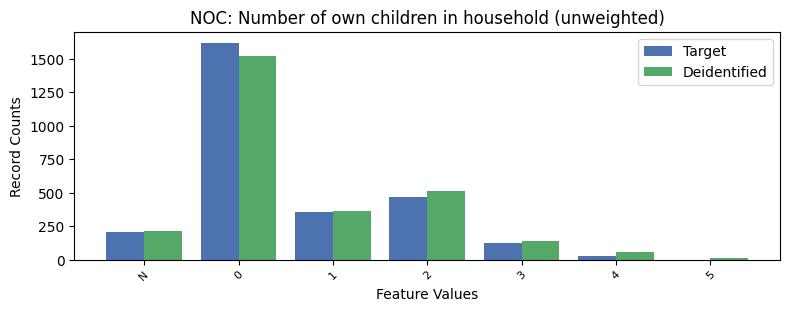 NOC: Number of own children in household (unweighted)
Target
Deidentified
Record Counts
1500
1250
1000
750
500
250
0
N 0 1 2 3 4 5
Feature Values